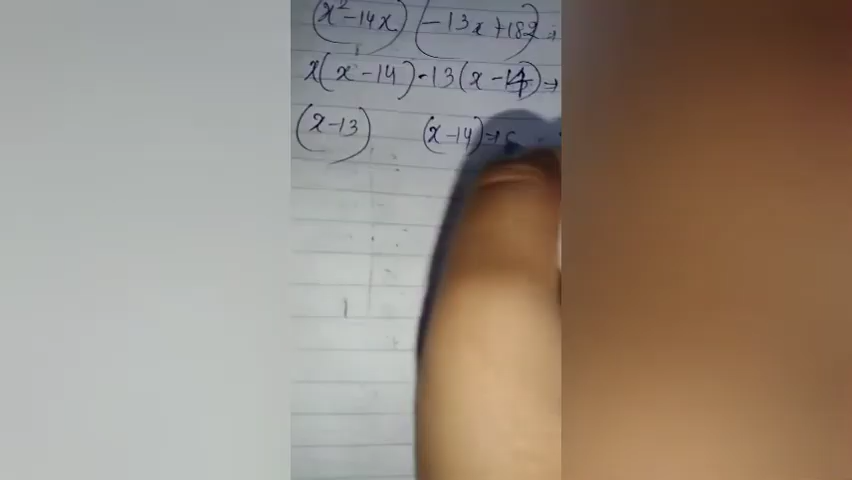 (x² - 14x) (-13x + 182) =
x(x - 14) - 13(x - 14) =
(x - 13) (x - 14) =